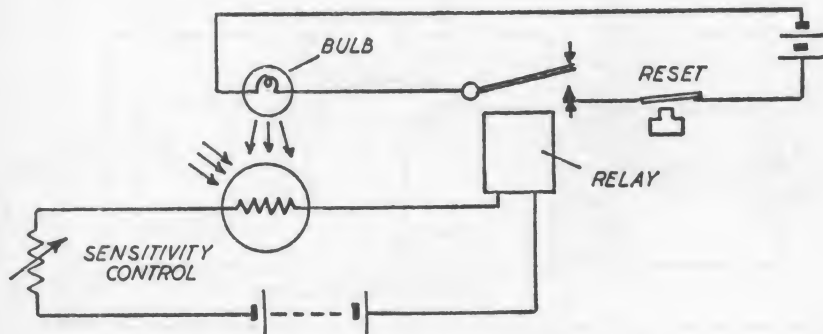 BULB
RESET
RELAY
SENSITIVITY
CONTROL